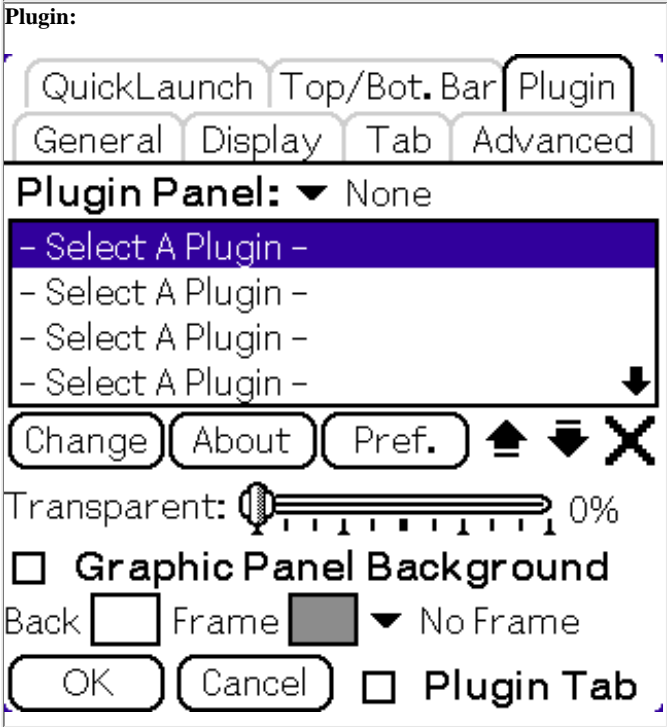 Plugin:
QuickLaunch Top/Bot. Bar Plugin
General Display Tab Advanced
Plugin Panel: None
- Select A Plugin -
- Select A Plugin -
- Select A Plugin -
- Select A Plugin -
Change About Pref.
Transparent: 0%
Graphic Panel Background
Back Frame No Frame
OK Cancel Plugin Tab